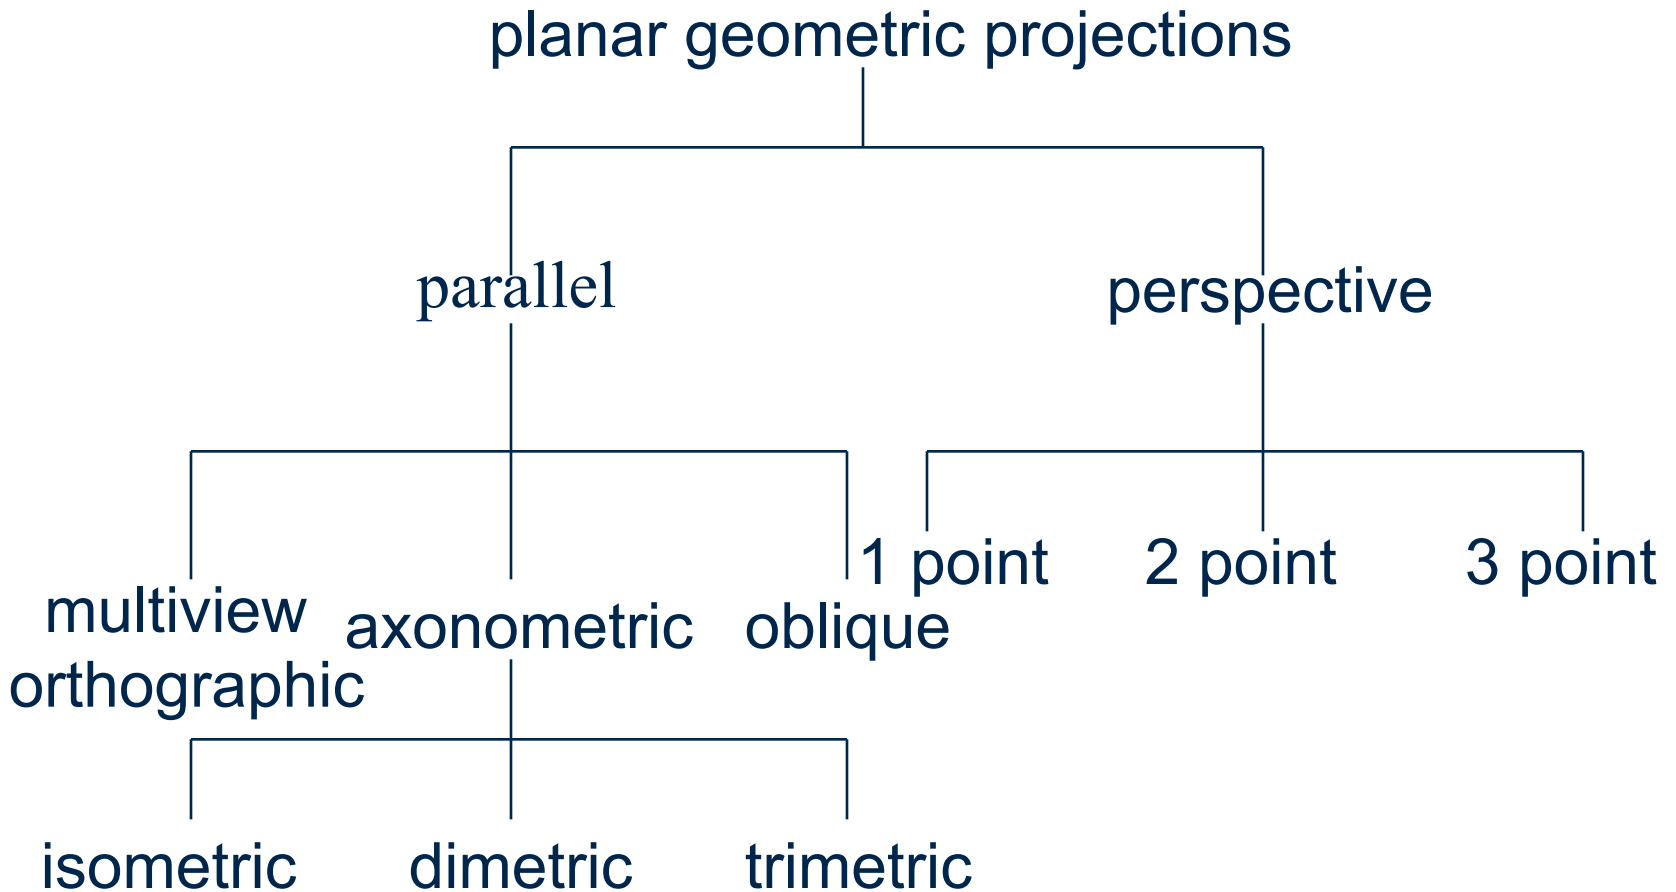 planar geometric projections
parallel
perspective
1 point
2 point
3 point
multiview
orthographic
axonometric
oblique
isometric
dimetric
trimetric